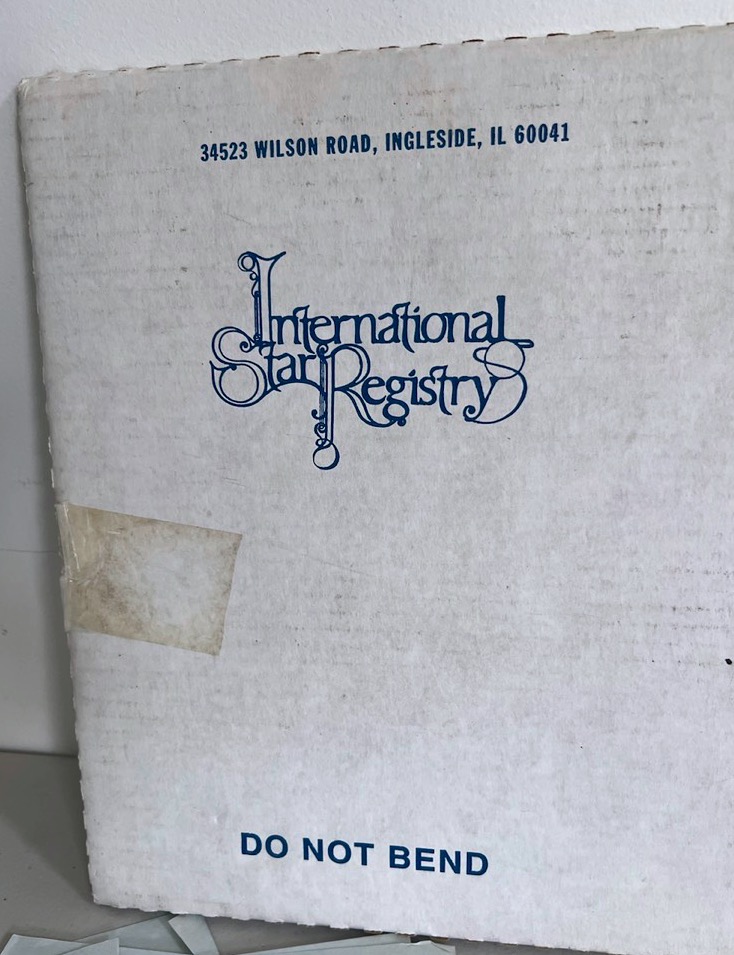 34523 WILSON ROAD, INGLESIDE, IL 60041
International
Star Registry
DO NOT BEND